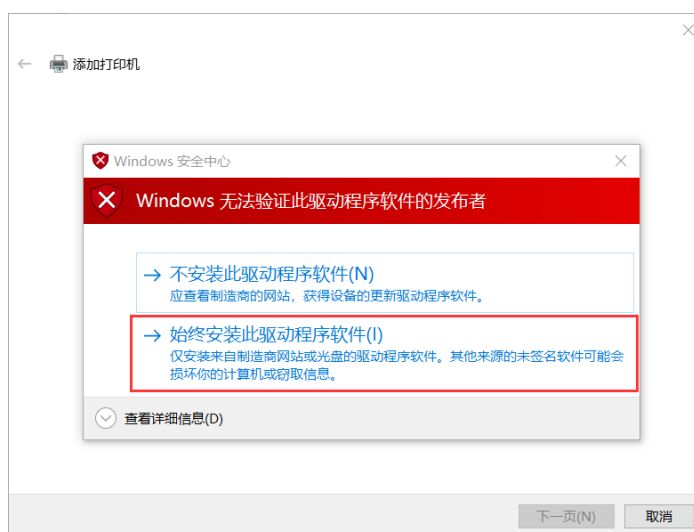 添加打印机
Windows 安全中心
Windows 无法验证此驱动程序软件的发布者
不安装此驱动程序软件(N)
应查看制造商的网站，获得设备的更新驱动程序软件。
始终安装此驱动程序软件(I)
仅安装来自制造商网站或光盘的驱动程序软件。其他来源的未签名软件可能会
损坏你的计算机或窃取信息。
查看详细信息(D)
下一页(N)
取消